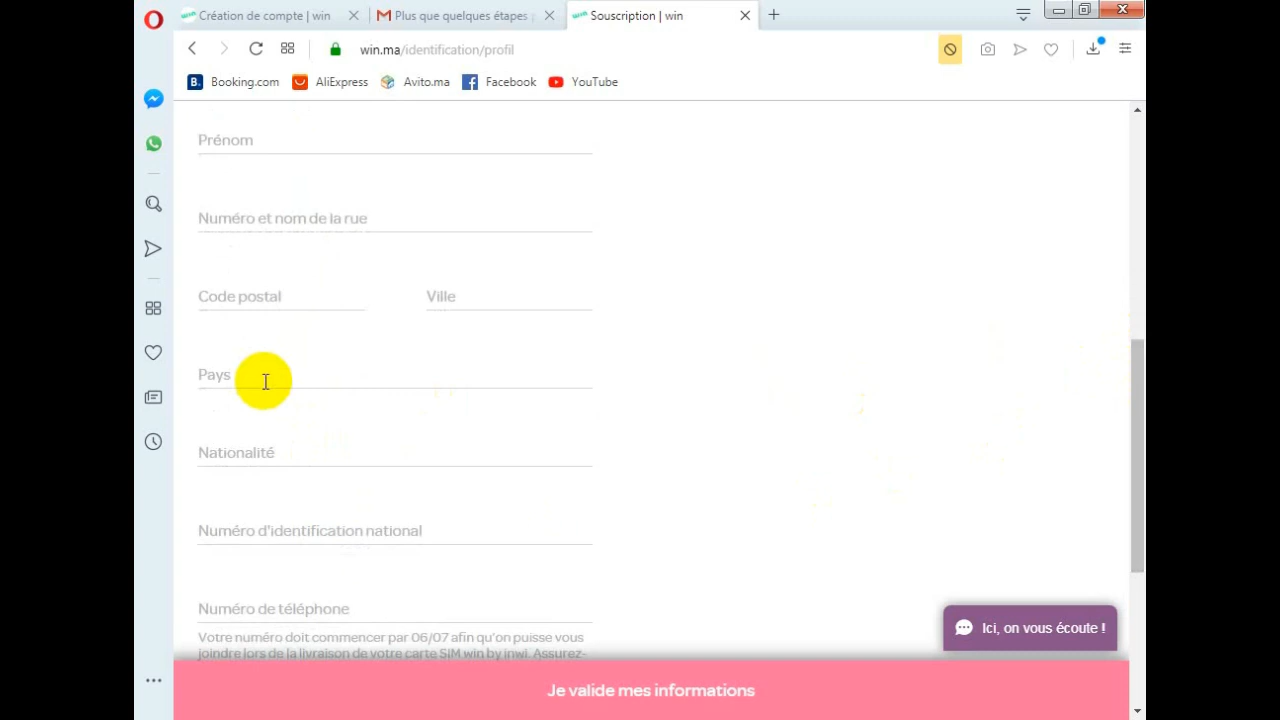 Création de compte | win
Plus que quelques étapes
Souscription | win
win.ma/identification/profil
B. Booking.com
AliExpress
Avito.ma
Facebook
YouTube
Prénom
Numéro et nom de la rue
Code postal
Ville
Pays
Nationalité
Numéro d'identification national
Numéro de téléphone
Votre numéro doit commencer par 06/07 afin qu'on puisse vous
joindre lors de la livraison de votre carte SIM win by inwi. Assurez-
Ici, on vous écoute !
Je valide mes informations